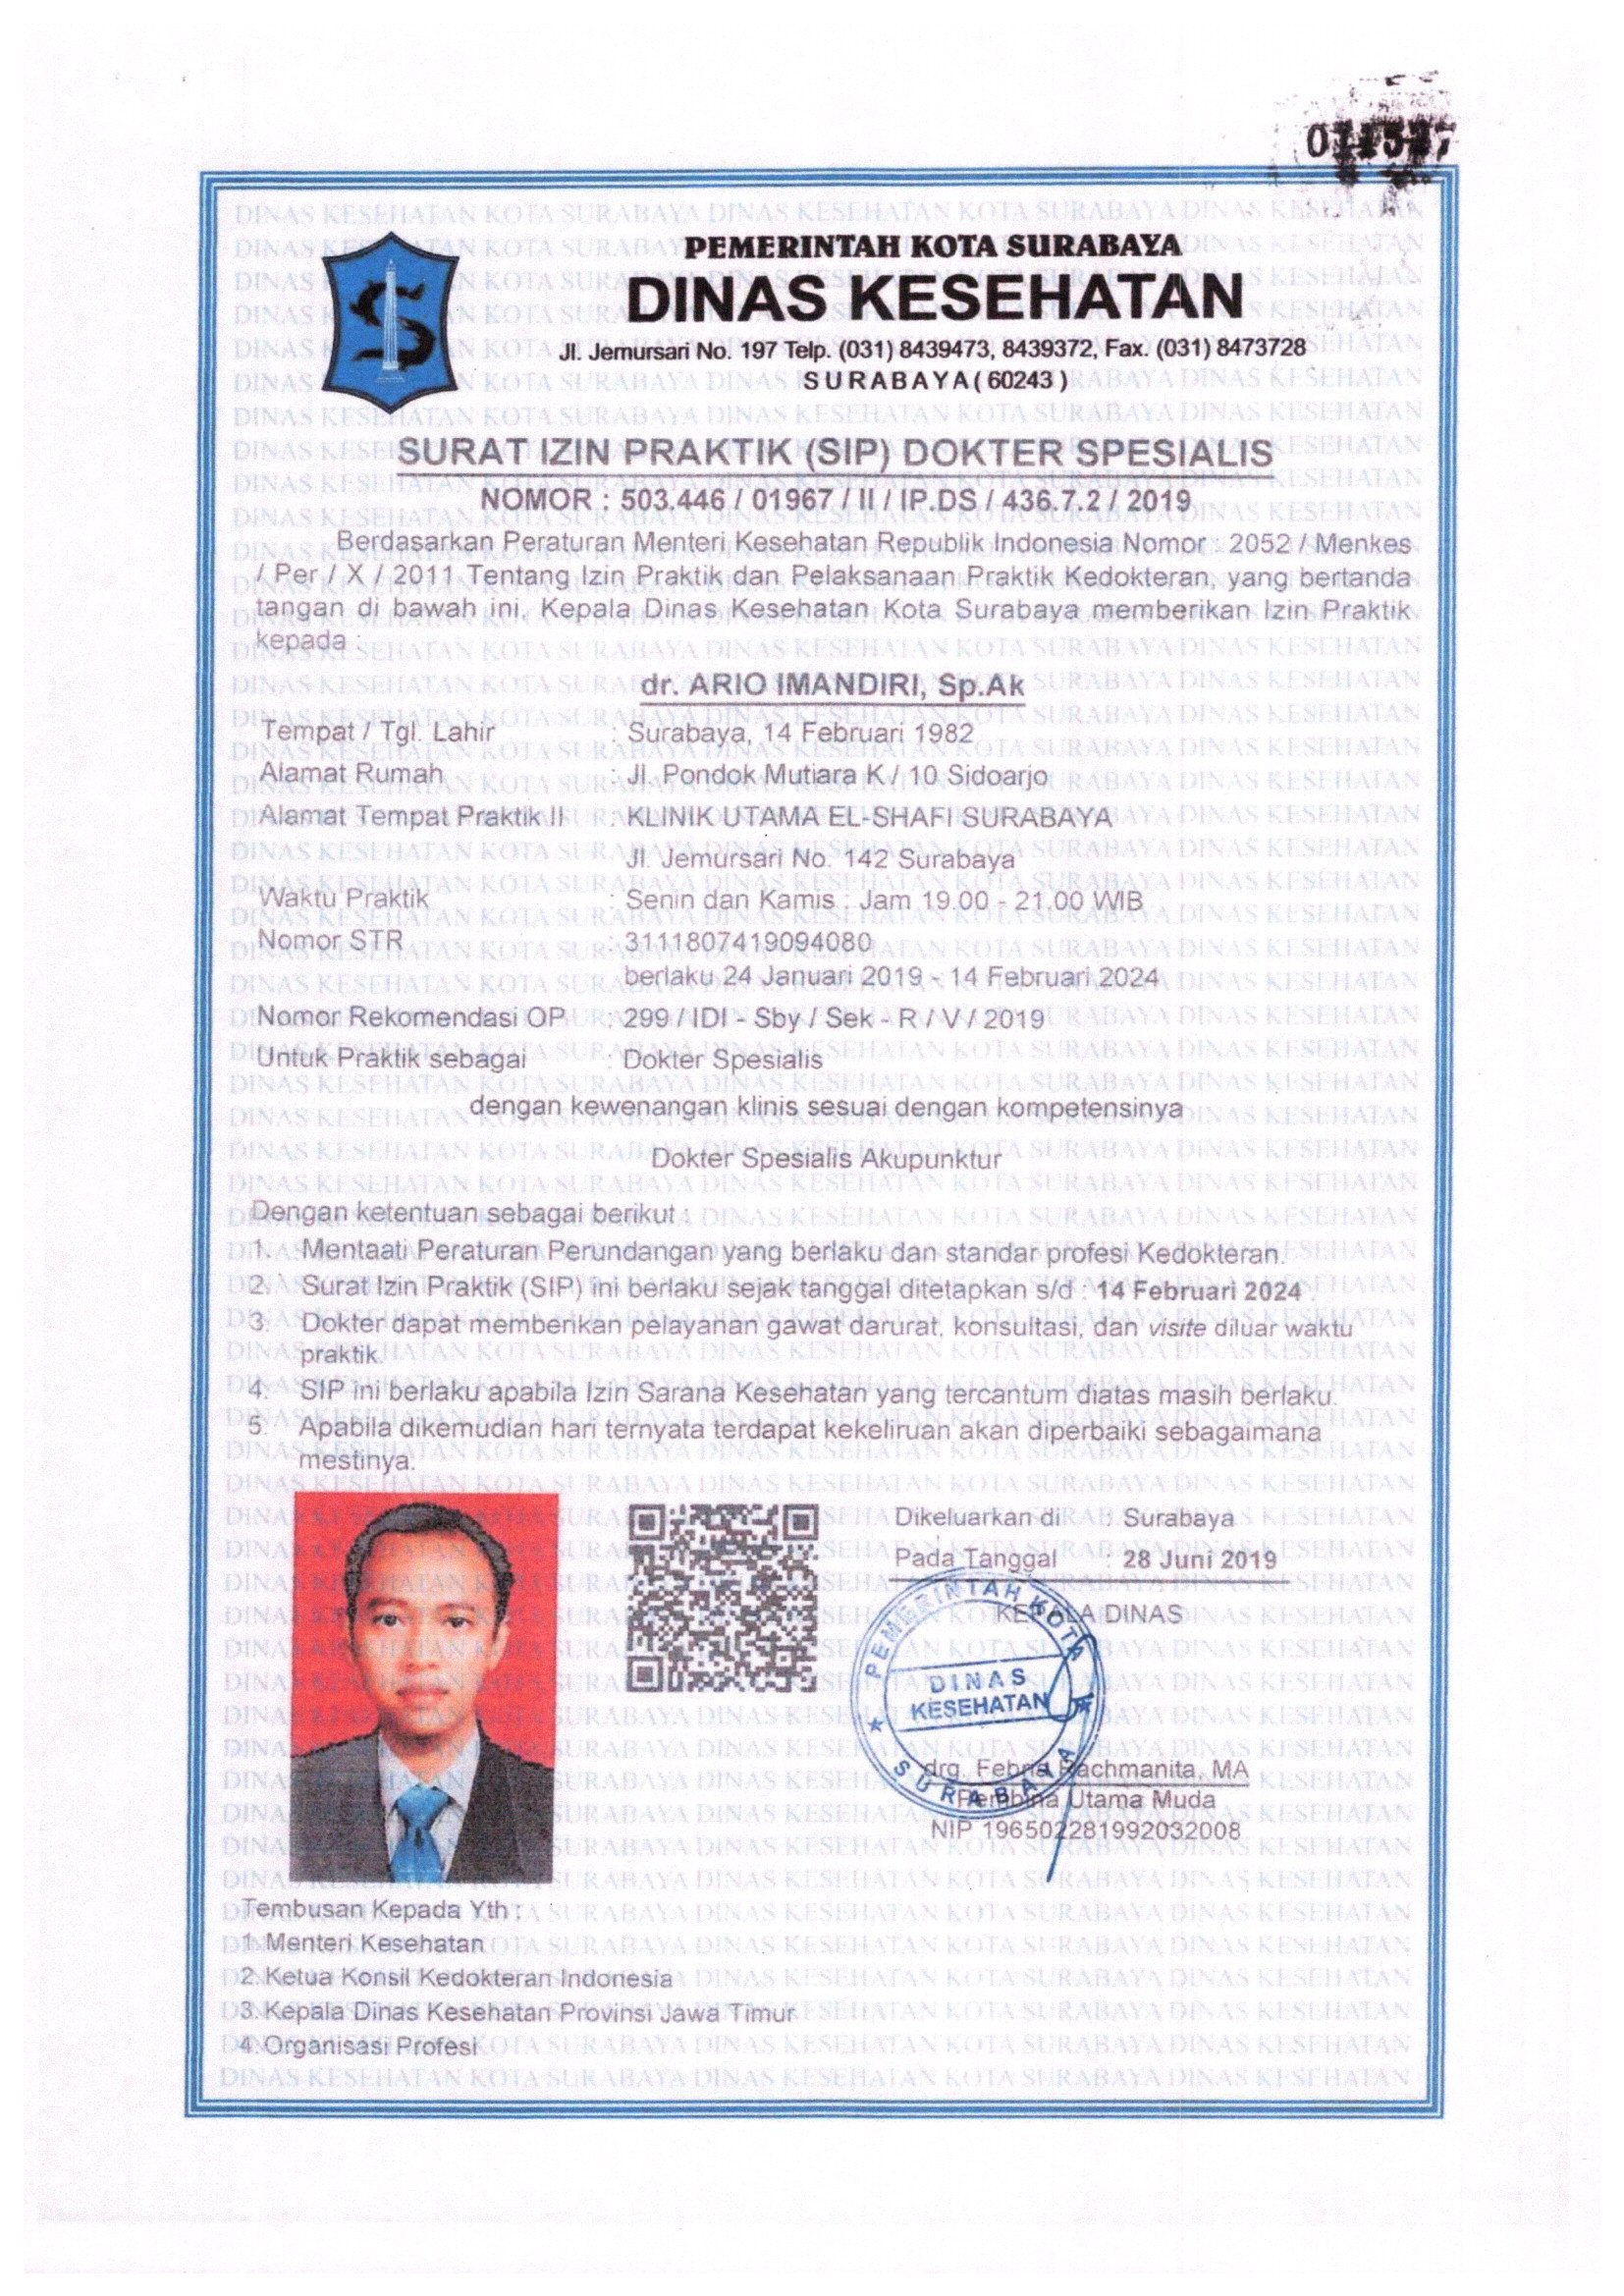 PEMERINTAH KOTA SURABAYA
DINAS KESEHATAN
Jl. Jemursari No. 197 Telp. (031) 8439473, 8439372, Fax. (031) 8473728
SURABAYA ( 60243 )
SURAT IZIN PRAKTIK (SIP) DOKTER SPESIALIS
NOMOR : 503.446 / 01967 / II / IP.DS / 436.7.2 / 2019
Berdasarkan Peraturan Menteri Kesehatan Republik Indonesia Nomor : 2052 / Menkes
/ Per / X / 2011 Tentang Izin Praktik dan Pelaksanaan Praktik Kedokteran, yang bertanda
tangan di bawah ini, Kepala Dinas Kesehatan Kota Surabaya memberikan Izin Praktik
kepada :
dr. ARIO IMANDIRI, Sp.Ak
Tempat / Tgl. Lahir : Surabaya, 14 Februari 1982
Alamat Rumah : Jl. Pondok Mutiara K / 10 Sidoarjo
Alamat Tempat Praktik II : KLINIK UTAMA EL-SHAFI SURABAYA
Jl. Jemursari No. 142 Surabaya
Waktu Praktik : Senin dan Kamis : Jam 19.00 - 21.00 WIB
Nomor STR : 3111807419094080
berlaku 24 Januari 2019 - 14 Februari 2024
Nomor Rekomendasi OP : 299 / IDI - Sby / Sek - R / V / 2019
Untuk Praktik sebagai : Dokter Spesialis
dengan kewenangan klinis sesuai dengan kompetensinya
Dokter Spesialis Akupunktur
Dengan ketentuan sebagai berikut :
1. Mentaati Peraturan Perundangan yang berlaku dan standar profesi Kedokteran.
2. Surat Izin Praktik (SIP) ini berlaku sejak tanggal ditetapkan s/d : 14 Februari 2024 .
3. Dokter dapat memberikan pelayanan gawat darurat, konsultasi, dan visite diluar waktu
praktik.
4. SIP ini berlaku apabila Izin Sarana Kesehatan yang tercantum diatas masih berlaku.
5. Apabila dikemudian hari ternyata terdapat kekeliruan akan diperbaiki sebagaimana
mestinya.
Dikeluarkan di : Surabaya
Pada Tanggal : 28 Juni 2019
KEPALA DINAS
PEMERINTAH KOTA
DINAS
KESEHATAN
SURABAYA
drg. Febria Rachmanita, MA
Pembina Utama Muda
NIP 196502281992032008
Tembusan Kepada Yth :
1. Menteri Kesehatan
2. Ketua Konsil Kedokteran Indonesia
3. Kepala Dinas Kesehatan Provinsi Jawa Timur
4. Organisasi Profesi